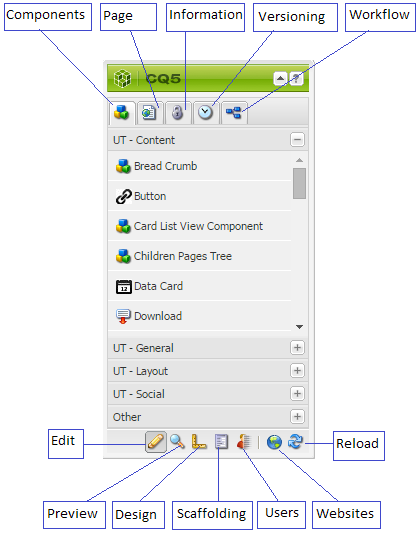 Components
Page
Information
Versioning
Workflow
CQ5
?
UT - Content
Bread Crumb
Button
Card List View Component
Children Pages Tree
12
Data Card
Download
UT - General
UT - Layout
UT - Social
Other
Edit
Reload
Preview
Design
Scaffolding
Users
Websites